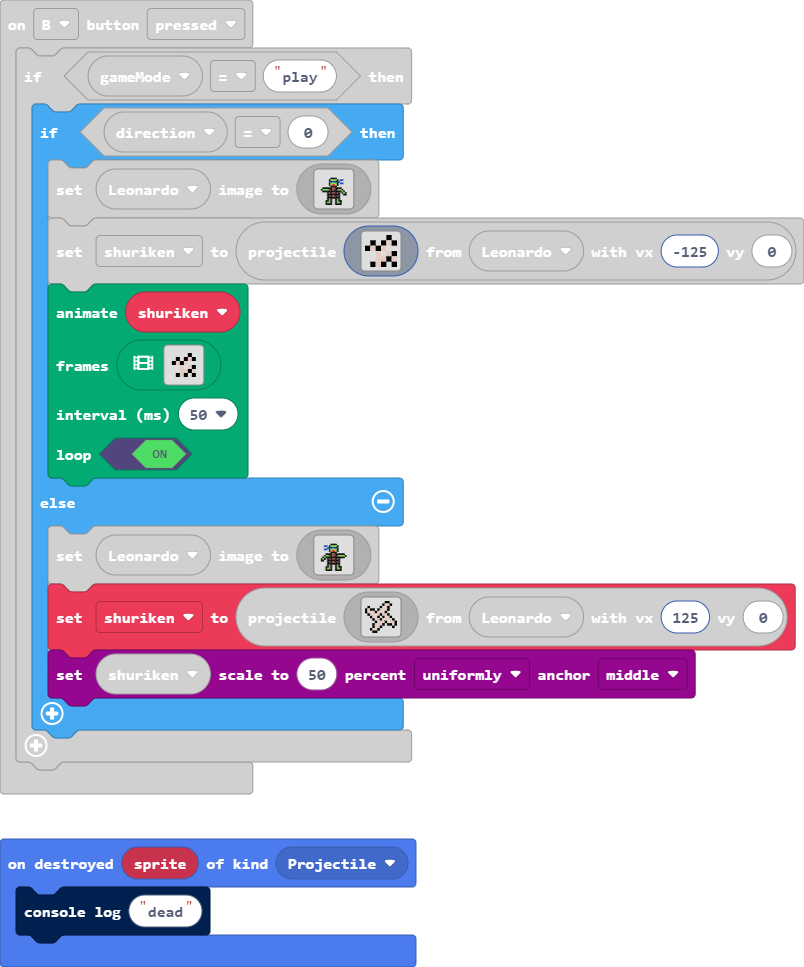 on B button pressed
if gameMode = "play" then
if direction = 0 then
set Leonardo image to
set shuriken to projectile from Leonardo with vx -125 vy 0
animate shuriken
frames
interval (ms) 50
loop ON
else
set Leonardo image to
set shuriken to projectile from Leonardo with vx 125 vy 0
set shuriken scale to 50 percent uniformly anchor middle
on destroyed sprite of kind Projectile
console log "dead"